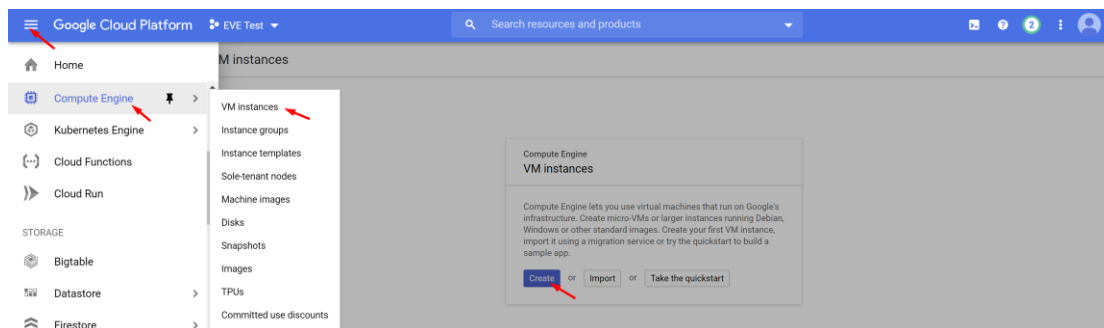 Google Cloud Platform
EVE Test
Search resources and products
2
Home
Compute Engine
Kubernetes Engine
Cloud Functions
Cloud Run
STORAGE
Bigtable
Datastore
Firestore
VM instances
Instance groups
Instance templates
Sole-tenant nodes
Machine images
Disks
Snapshots
Images
TPUs
Committed use discounts
M instances
Compute Engine
VM instances
Compute Engine lets you use virtual machines that run on Google's
infrastructure. Create micro-VMs or larger instances running Debian,
Windows or other standard images. Create your first VM instance,
import it using a migration service or try the quickstart to build a
sample app.
Create or Import or Take the quickstart